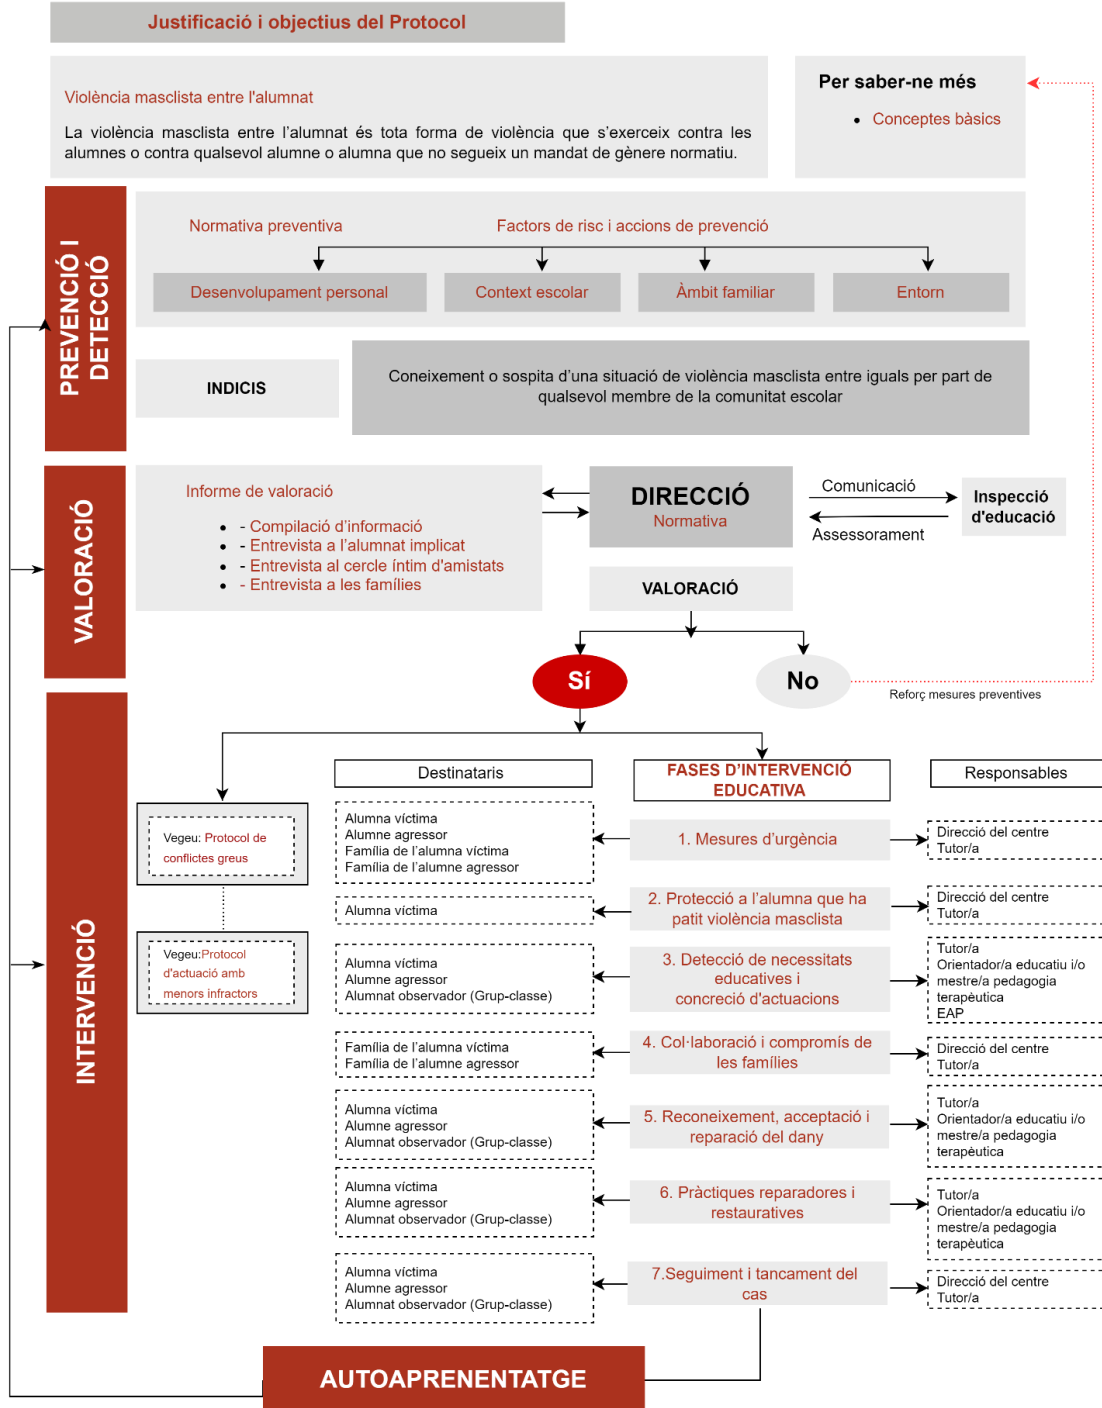 Justificació i objectius del Protocol
Violència masclista entre l'alumnat
La violència masclista entre l’alumnat és tota forma de violència que s’exerceix contra les
alumnes o contra qualsevol alumne o alumna que no segueix un mandat de gènere normatiu.
Per saber-ne més
• Conceptes bàsics
PREVENCIÓ I
DETECCIÓ
Normativa preventiva
Factors de risc i accions de prevenció
Desenvolupament personal
Context escolar
Àmbit familiar
Entorn
INDICIS
Coneixement o sospita d’una situació de violència masclista entre iguals per part de
qualsevol membre de la comunitat escolar
VALORACIÓ
Informe de valoració
• - Compilació d’informació
• - Entrevista a l’alumnat implicat
• - Entrevista al cercle íntim d'amistats
• - Entrevista a les famílies
DIRECCIÓ
Normativa
Comunicació
Assessorament
Inspecció
d'educació
VALORACIÓ
Sí
No
Reforç mesures preventives
INTERVENCIÓ
Destinataris
FASES D’INTERVENCIÓ
EDUCATIVA
Responsables
Vegeu: Protocol de
conflictes greus
Vegeu:Protocol
d'actuació amb
menors infractors
Alumna víctima
Alumne agressor
Família de l’alumna víctima
Família de l’alumne agressor
1. Mesures d’urgència
Direcció del centre
Tutor/a
Alumna víctima
2. Protecció a l’alumna que ha
patit violència masclista
Direcció del centre
Tutor/a
Alumna víctima
Alumne agressor
Alumnat observador (Grup-classe)
3. Detecció de necessitats
educatives i
concreció d'actuacions
Tutor/a
Orientador/a educatiu i/o
mestre/a pedagogia
terapèutica
EAP
Família de l’alumna víctima
Família de l’alumne agressor
4. Col·laboració i compromís de
les famílies
Direcció del centre
Tutor/a
Alumna víctima
Alumne agressor
Alumnat observador (Grup-classe)
5. Reconeixement, acceptació i
reparació del dany
Tutor/a
Orientador/a educatiu i/o
mestre/a pedagogia
terapèutica
Alumna víctima
Alumne agressor
Alumnat observador (Grup-classe)
6. Pràctiques reparadores i
restauratives
Tutor/a
Orientador/a educatiu i/o
mestre/a pedagogia
terapèutica
Alumna víctima
Alumne agressor
Alumnat observador (Grup-classe)
7.Seguiment i tancament del
cas
Direcció del centre
Tutor/a
AUTOAPRENENTATGE